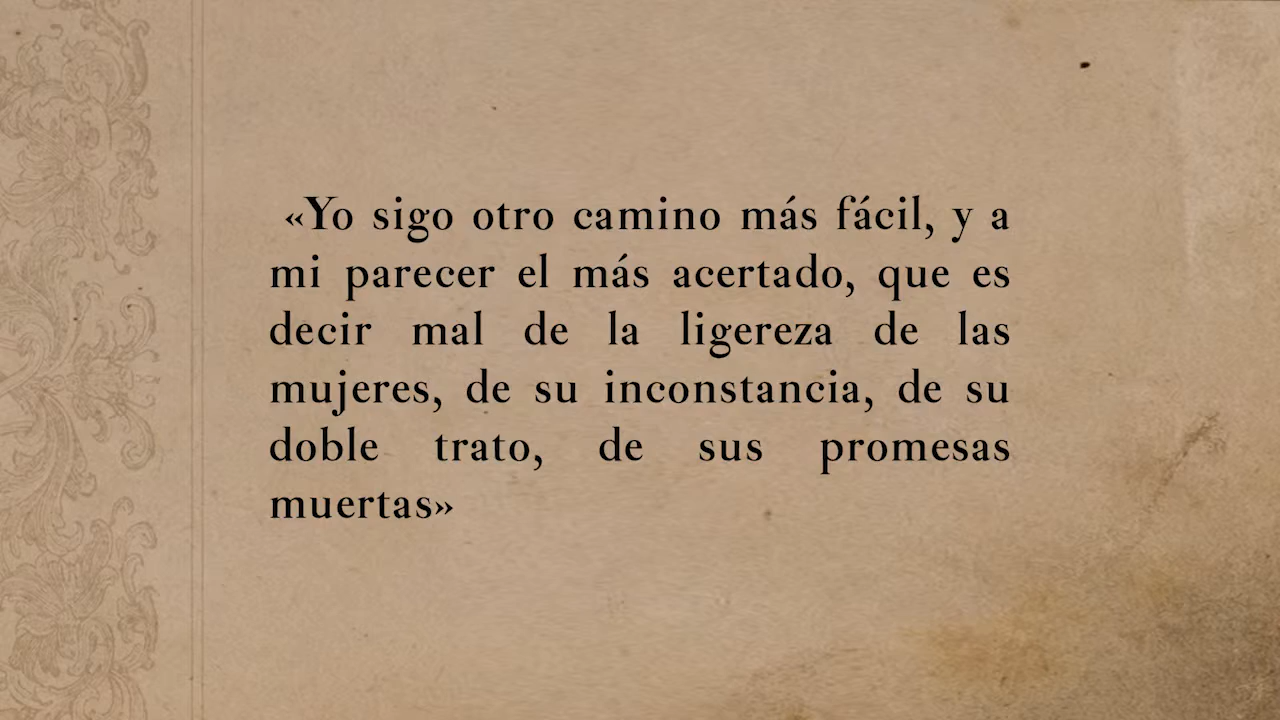 «Yo sigo otro camino más fácil, y a
mi parecer el más acertado, que es
decir mal de la ligereza de las
mujeres, de su inconstancia, de su
doble trato, de sus promesas
muertas»